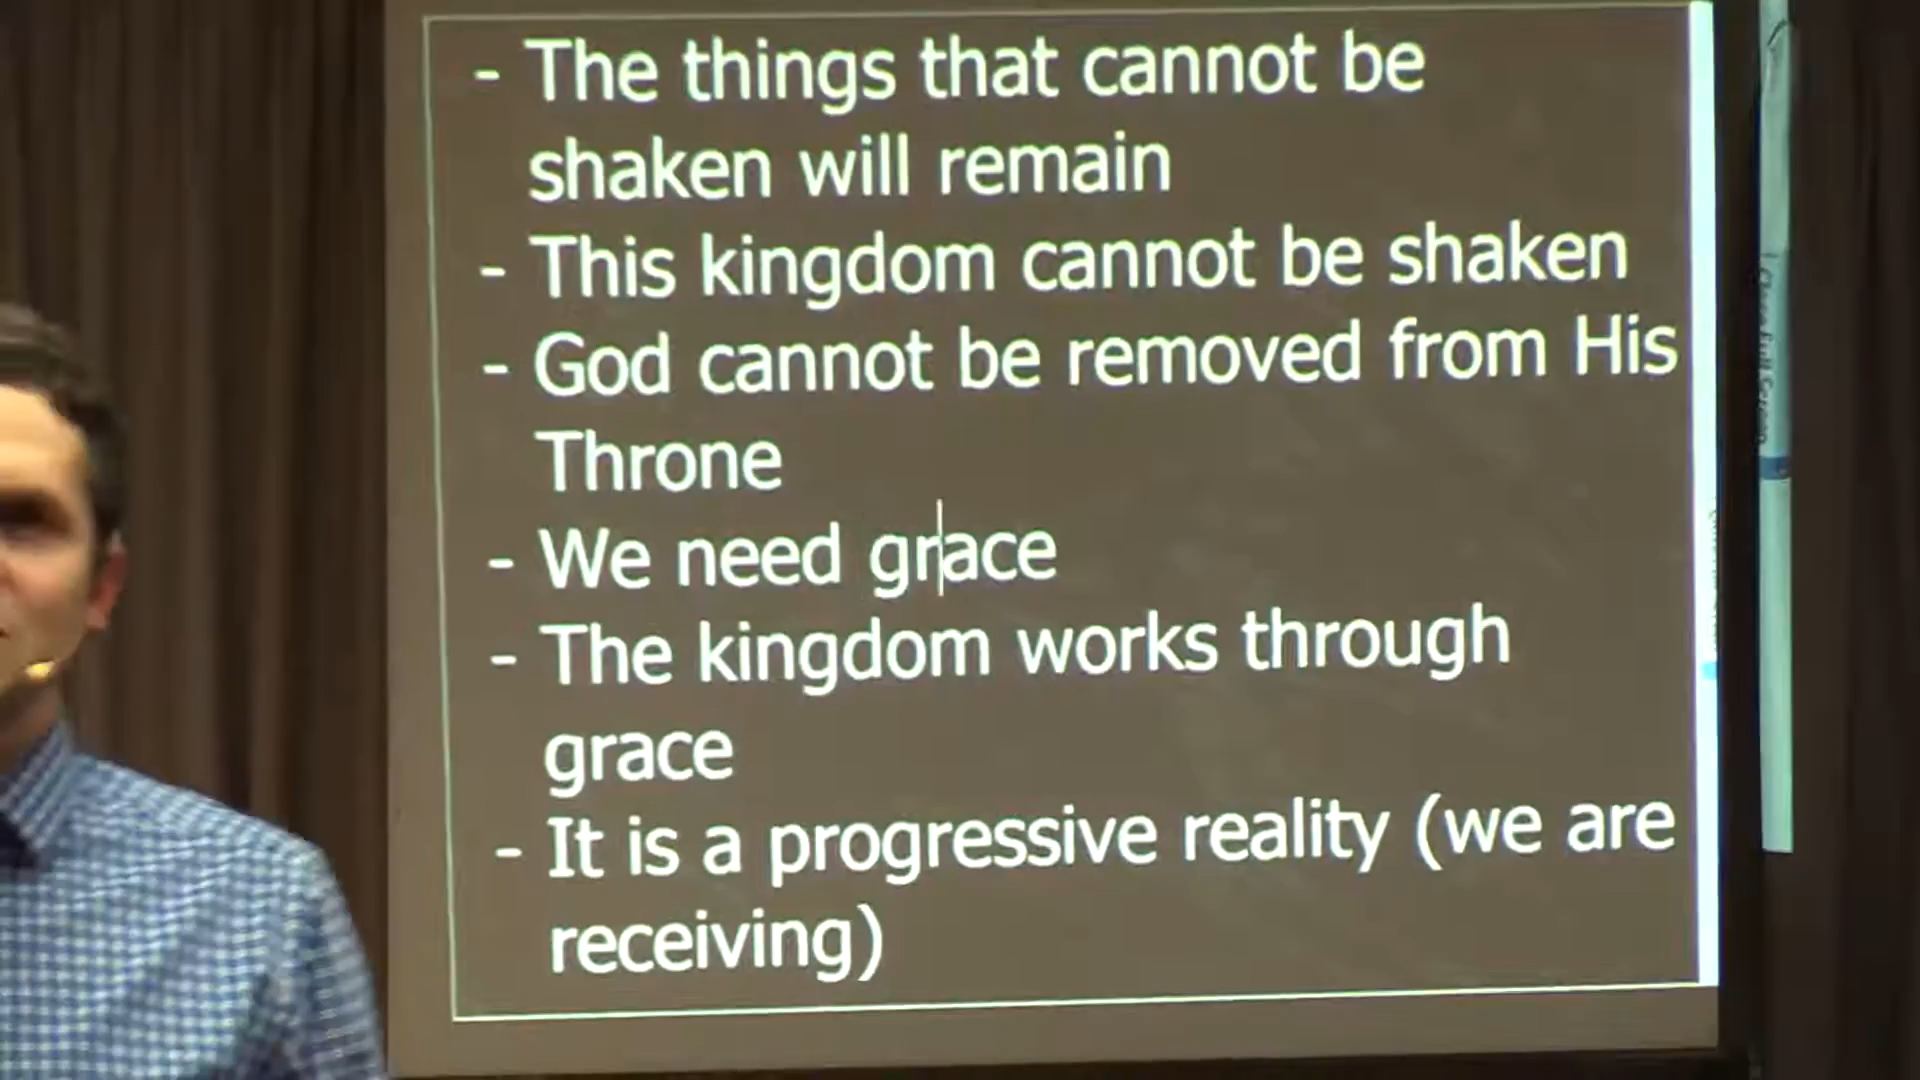 - The things that cannot be
shaken will remain
- This kingdom cannot be shaken
- God cannot be removed from His
Throne
- We need grace
- The kingdom works through
grace
- It is a progressive reality (we are
receiving)